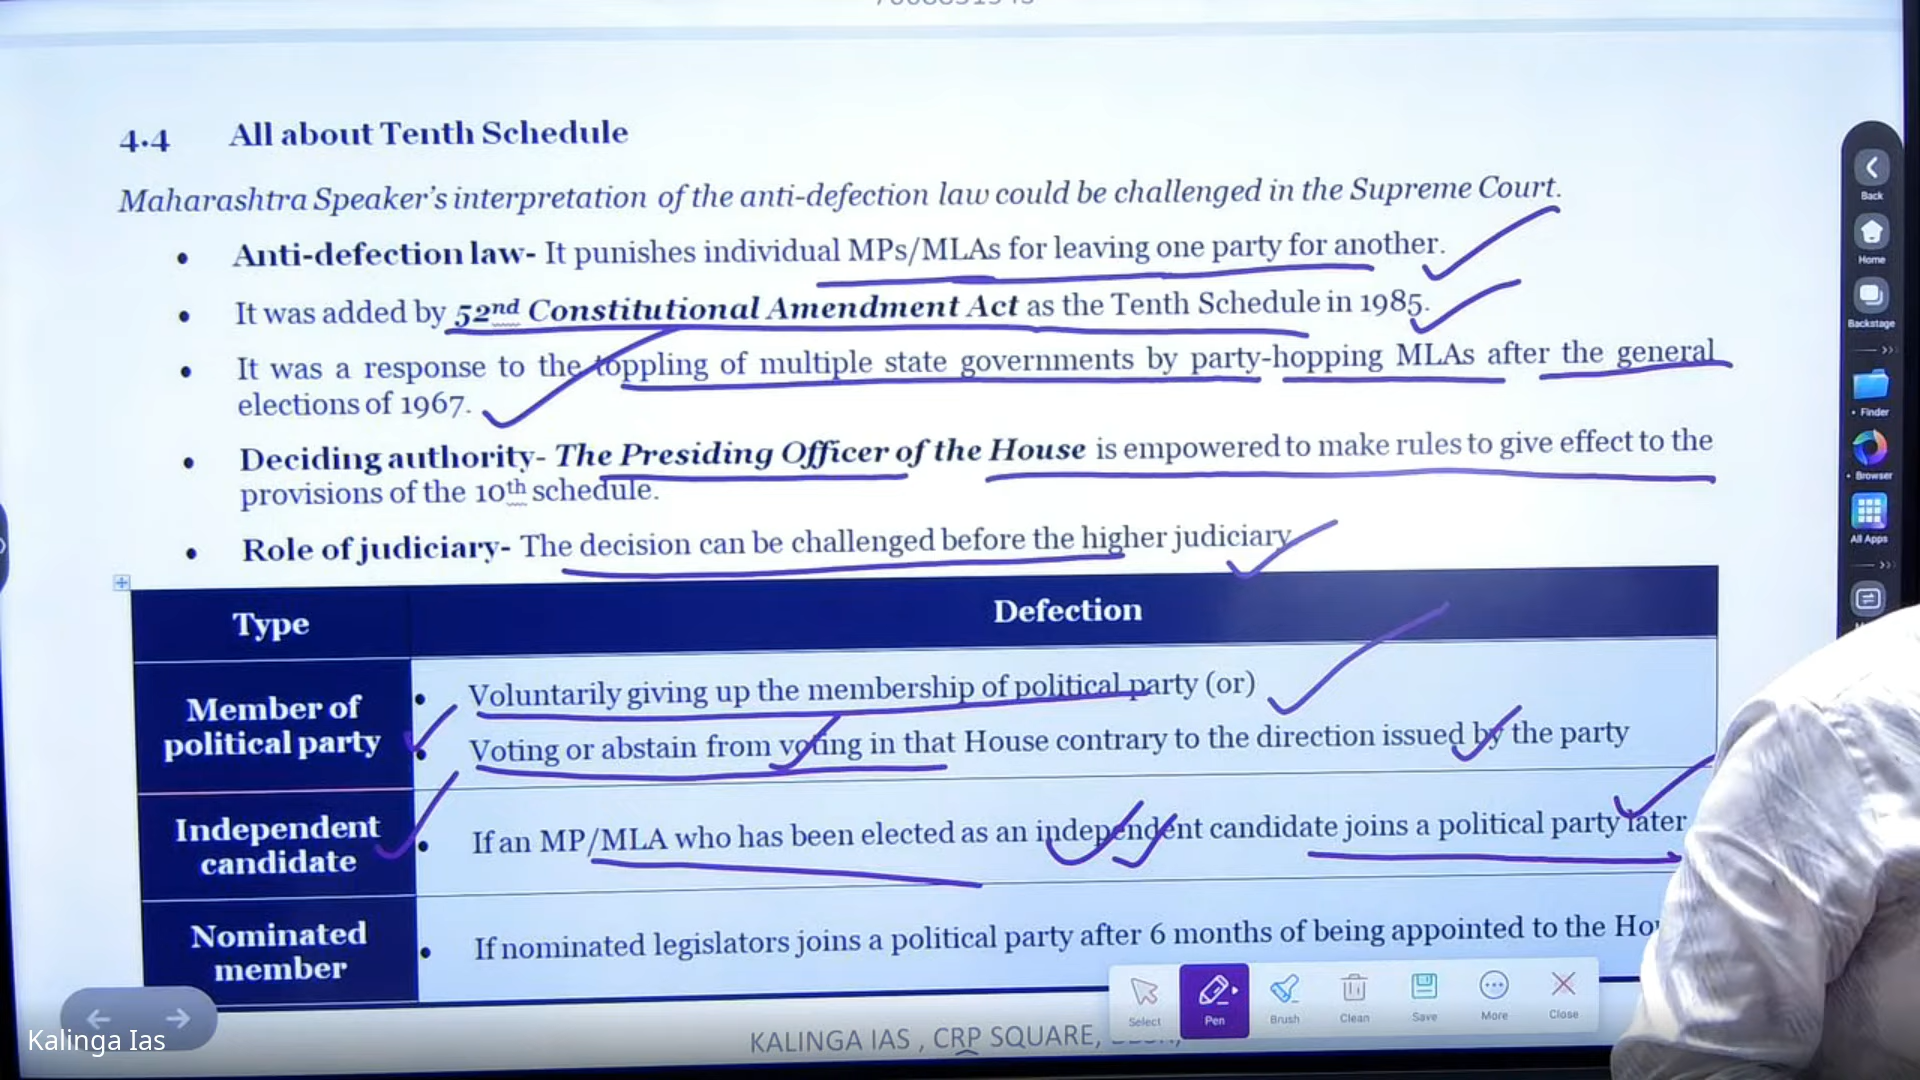 4.4 All about Tenth Schedule
Maharashtra Speaker's interpretation of the anti-defection law could be challenged in the Supreme Court.
• Anti-defection law- It punishes individual MPs/MLAs for leaving one party for another.
• It was added by 52nd Constitutional Amendment Act as the Tenth Schedule in 1985.
• It was a response to the toppling of multiple state governments by party-hopping MLAs after the general
elections of 1967.
• Deciding authority- The Presiding Officer of the House is empowered to make rules to give effect to the
provisions of the 10th schedule.
• Role of judiciary- The decision can be challenged before the higher judiciary
Type Defection
Member of
political party
• Voluntarily giving up the membership of political party (or)
• Voting or abstain from voting in that House contrary to the direction issued by the party
Independent
candidate
• If an MP/MLA who has been elected as an independent candidate joins a political party later
Nominated
member
• If nominated legislators joins a political party after 6 months of being appointed to the
KALINGA IAS , CRP SQUARE,
Kalinga Ias
Back
Home
Backstage
Finder
Browser
All Apps
Select Pen Brush Clean Save More Close